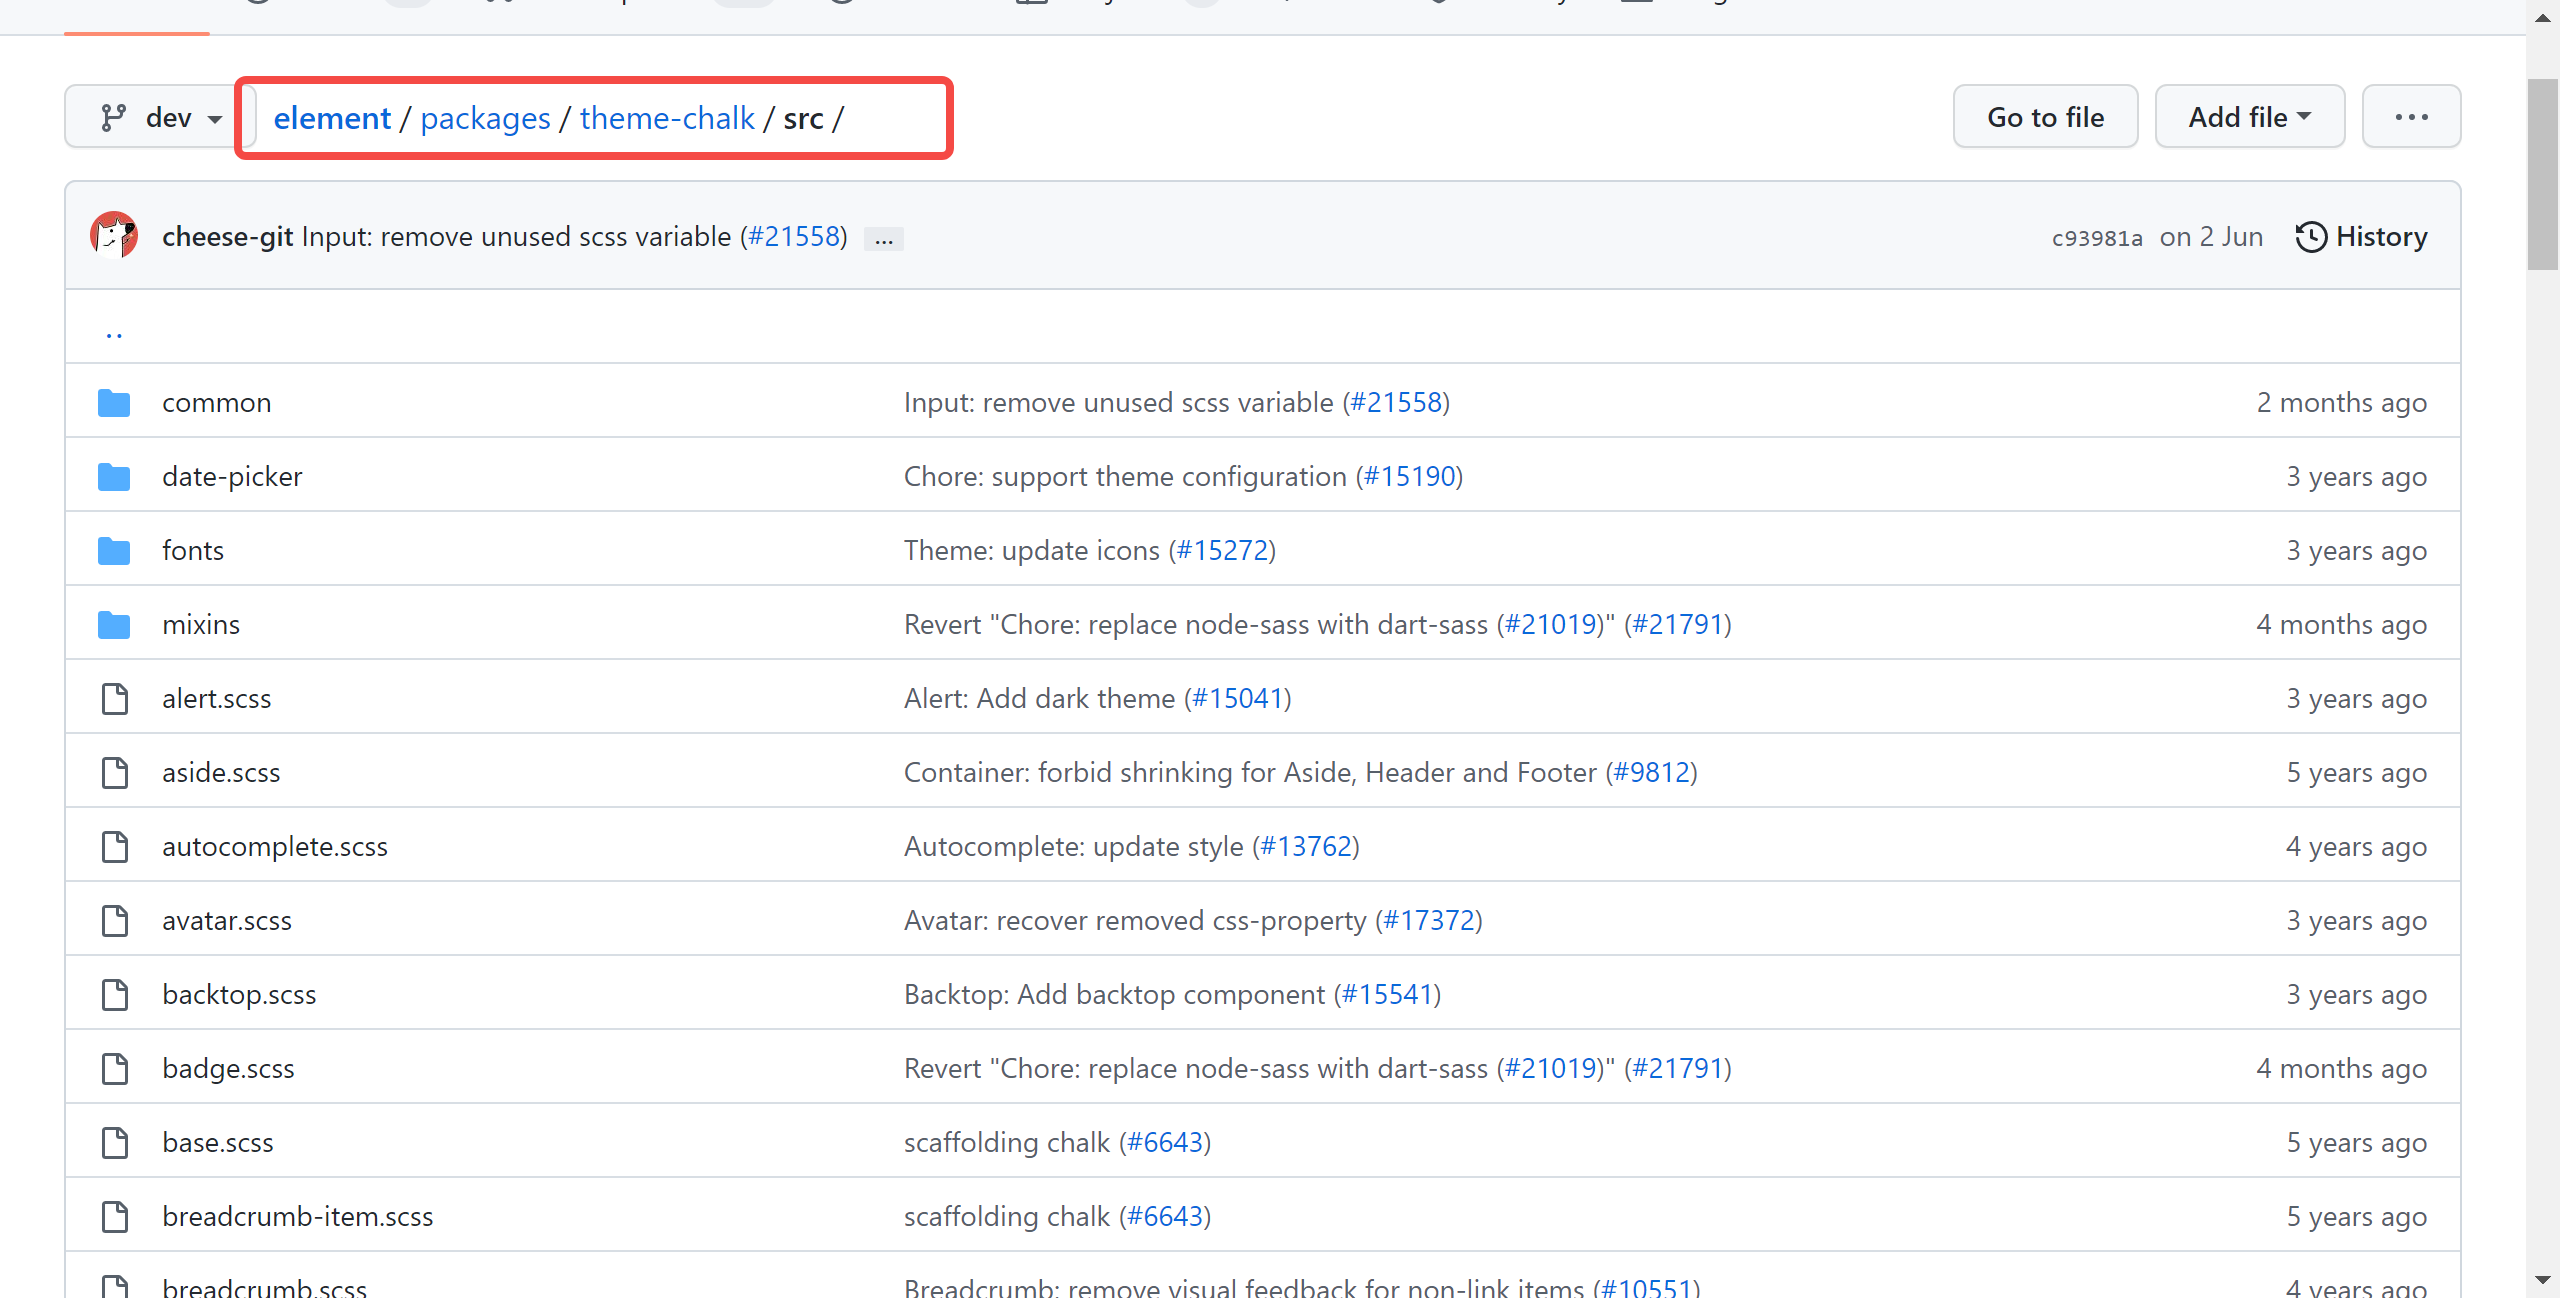 dev element / packages / theme-chalk / src / Go to file Add file ...
cheese-git Input: remove unused scss variable (#21558) ... c93981a on 2 Jun History
..
common Input: remove unused scss variable (#21558) 2 months ago
date-picker Chore: support theme configuration (#15190) 3 years ago
fonts Theme: update icons (#15272) 3 years ago
mixins Revert "Chore: replace node-sass with dart-sass (#21019)" (#21791) 4 months ago
alert.scss Alert: Add dark theme (#15041) 3 years ago
aside.scss Container: forbid shrinking for Aside, Header and Footer (#9812) 5 years ago
autocomplete.scss Autocomplete: update style (#13762) 4 years ago
avatar.scss Avatar: recover removed css-property (#17372) 3 years ago
backtop.scss Backtop: Add backtop component (#15541) 3 years ago
badge.scss Revert "Chore: replace node-sass with dart-sass (#21019)" (#21791) 4 months ago
base.scss scaffolding chalk (#6643) 5 years ago
breadcrumb-item.scss scaffolding chalk (#6643) 5 years ago
breadcrumb.scss Breadcrumb: remove visual feedback for non-link items (#10551) 4 years ago